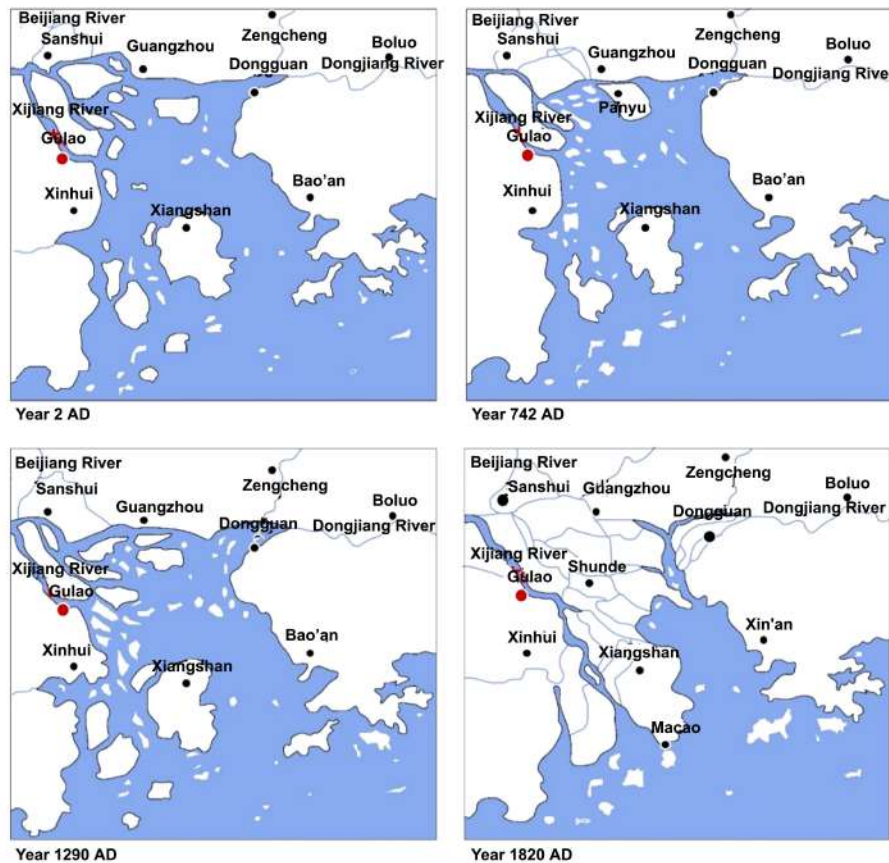 Beijiang River
Sanshui
Guangzhou
Zengcheng
Boluo
Dongguan
Dongjiang River
Xijiang River
Gulao
Xinhui
Xiangshan
Bao'an
Year 2 AD
Beijiang River
Sanshui
Guangzhou
Zengcheng
Boluo
Dongguan
Dongjiang River
Panyu
Xijiang River
Gulao
Xinhui
Xiangshan
Bao'an
Year 742 AD
Beijiang River
Sanshui
Guangzhou
Zengcheng
Boluo
Dongguan
Dongjiang River
Xijiang River
Gulao
Xinhui
Xiangshan
Bao'an
Year 1290 AD
Beijiang River
Sanshui
Guangzhou
Zengcheng
Boluo
Dongguan
Dongjiang River
Xijiang River
Gulao
Shunde
Xinhui
Xiangshan
Xin'an
Macao
Year 1820 AD